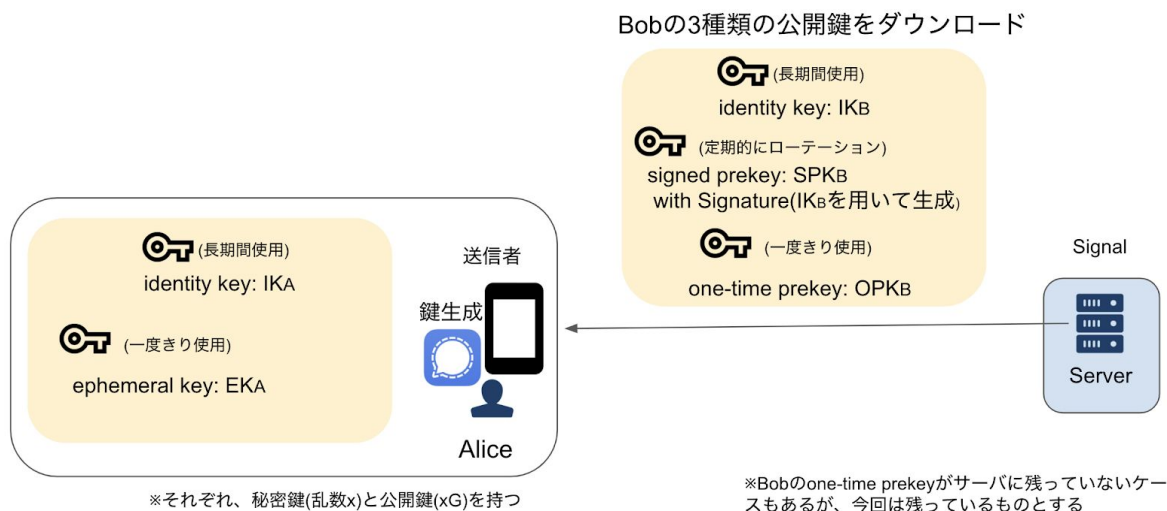 Bobの3種類の公開鍵をダウンロード
(長期間使用)
identity key: IKB
(定期的にローテーション)
signed prekey: SPKB
with Signature(IKBを用いて生成)
(一度きり使用)
one-time prekey: OPKB
Signal
Server
(長期間使用)
identity key: IKA
(一度きり使用)
ephemeral key: EKA
送信者
鍵生成
Alice
※それぞれ、秘密鍵(乱数x)と公開鍵(xG)を持つ
※Bobのone-time prekeyがサーバに残っていないケー
スもあるが、今回は残っているものとする